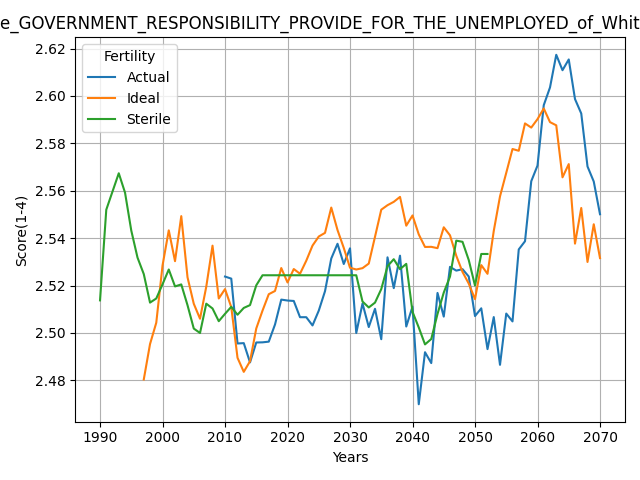 e_GOVERNMENT_RESPONSIBILITY_PROVIDE_FOR_THE_UNEMPLOYED_of_Whit
Fertility
Actual
Ideal
Sterile
Score(1-4)
2.62
2.60
2.58
2.56
2.54
2.52
2.50
2.48
1990 2000 2010 2020 2030 2040 2050 2060 2070
Years